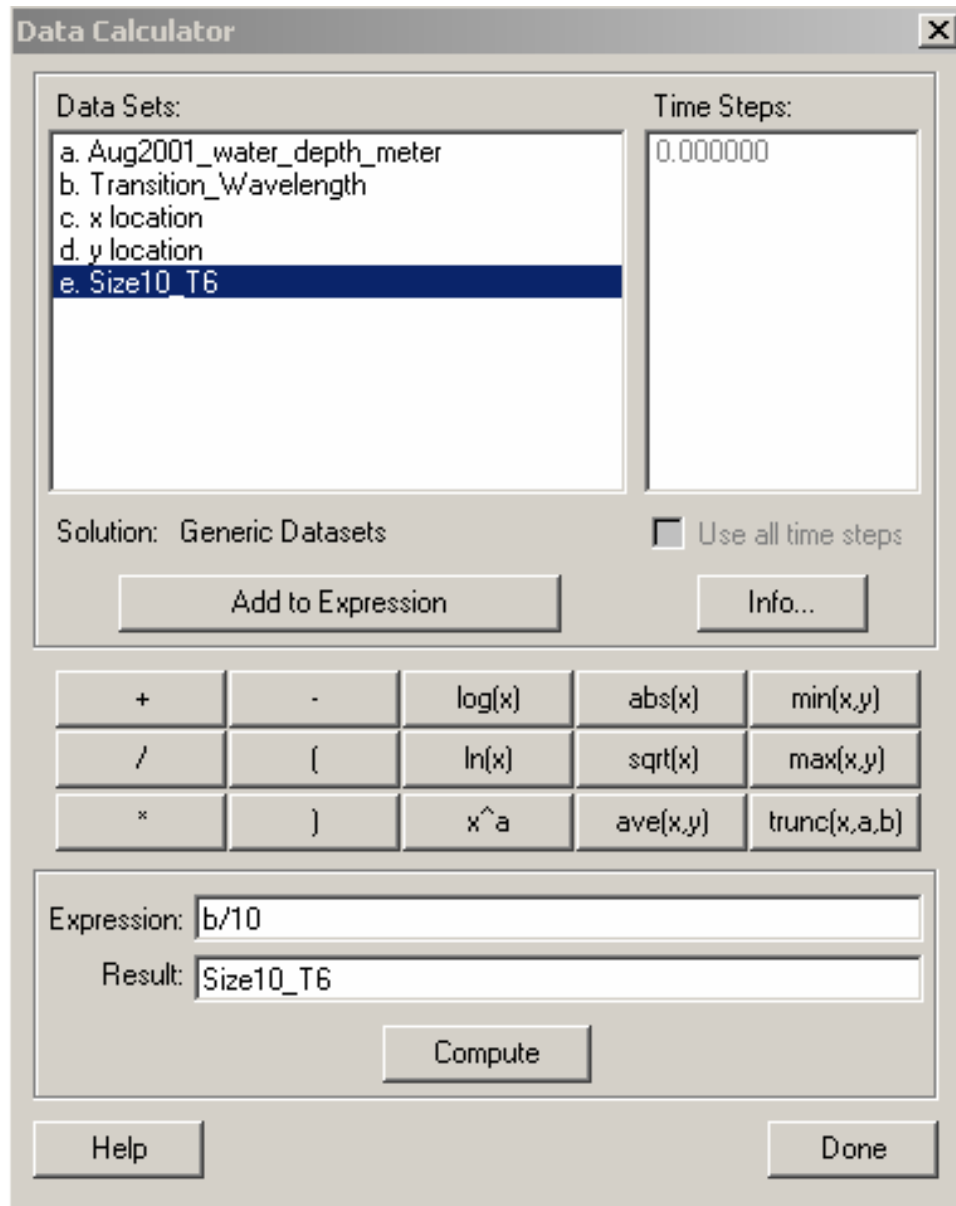 Data Calculator
Data Sets:
a. Aug2001_water_depth_meter
b. Transition_Wavelength
c. x location
d. y location
e. Size10_T6
Time Steps:
0.000000
Solution: Generic Datasets
Use all time steps
Add to Expression
Info...
+ - log(x) abs(x) min(x,y)
/ ( ln(x) sqrt(x) max(x,y)
* ) x^a ave(x,y) trunc(x,a,b)
Expression: b/10
Result: Size10_T6
Compute
Help
Done